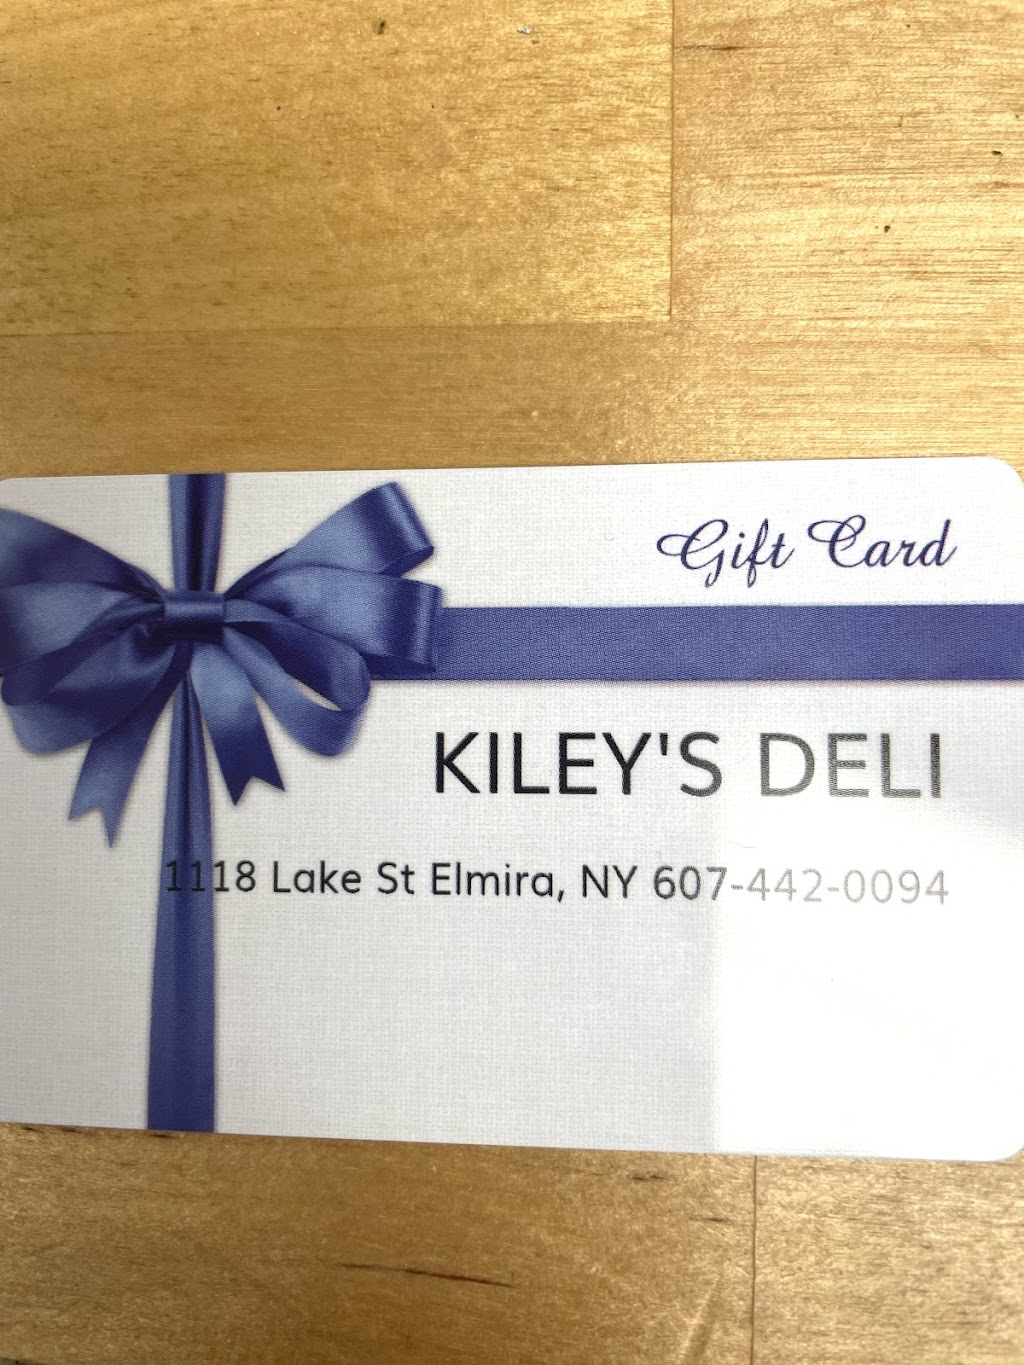 Gift Card
KILEY'S DELI
1118 Lake St Elmira, NY 607-442-0094